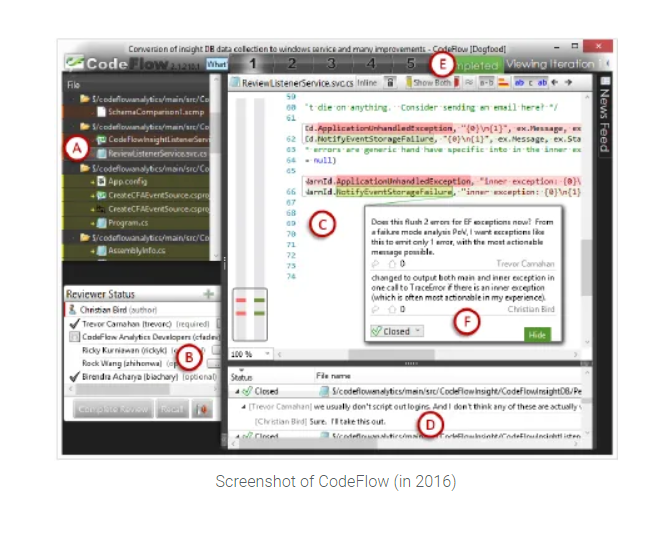 Conversion of insight DB data collection to windows service and many improvements - CodeFlow [Dogfood]
CodeFlow What 1 2 3 4 5 E Completed Viewing Iteration
File
$/codeflowanalytics/main/src/Co
SchemaComparison1.scmp
A CodeFlowInsightListenerServ
ReviewListenerService.svc.cs
$/codeflowanalytics/main/src/Co
App.config
CreateCFAEventSource.csproj
CreateCFAEventSource.cspro
Program.cs
$/codeflowanalytics/main/src/Co
AssemblyInfo.cs
Reviewer Status
Christian Bird (author)
Trevor Carnahan (trevorc) (required)
CodeFlow Analytics Developers (cfadev
Ricky Kurniawan (rickyk)
B
Rock Wang (zhihonwa)
Birendra Acharya (biachary) (optional)
Complete Review Recall
ReviewListenerService.svc.cs Inline Show Both a-b ab c ab
News Feed
59
60 't die on anything. Consider sending an email here? */
61
Id.ApplicationUnhandledException, "{0}\n{1}", ex.Message, ex
62 Id.NotifyEventStorageFailure, "{0}\n{1}", ex.Message, ex.Sta
63 * errors are generic hand have specific into in the inner ex
64 = null)
65
WarnId.ApplicationUnhandledException, "inner exception: {0}\
66 WarnId.NotifyEventStorageFailure, "inner exception: {0}\n{1}
67
68
69 C
70
71
72
73
74
Does this flush 2 errors for EF exceptions now? From
a failure mode analysis PoV, I want exceptions like
this to emit only 1 error, with the most actionable
message possible.
0 Trevor Carnahan
changed to output both main and inner exception in
one call to TraceError if there is an inner exception
(which is often most actionable in my experience).
0 Christian Bird
F
Closed Hide
100 %
Status File name
Closed $/codeflowanalytics/main/src/CodeFlowInsight/CodeFlowInsightDB/Pe
[Trevor Carnahan] we usually don't script out logins. And I don't think any of these are actually
[Christian Bird] Sure. I'll take this out.
D
Closed $/codeflowanalytics/main/src/CodeFlowInsight/CodeFlowInsightListen
Screenshot of CodeFlow (in 2016)